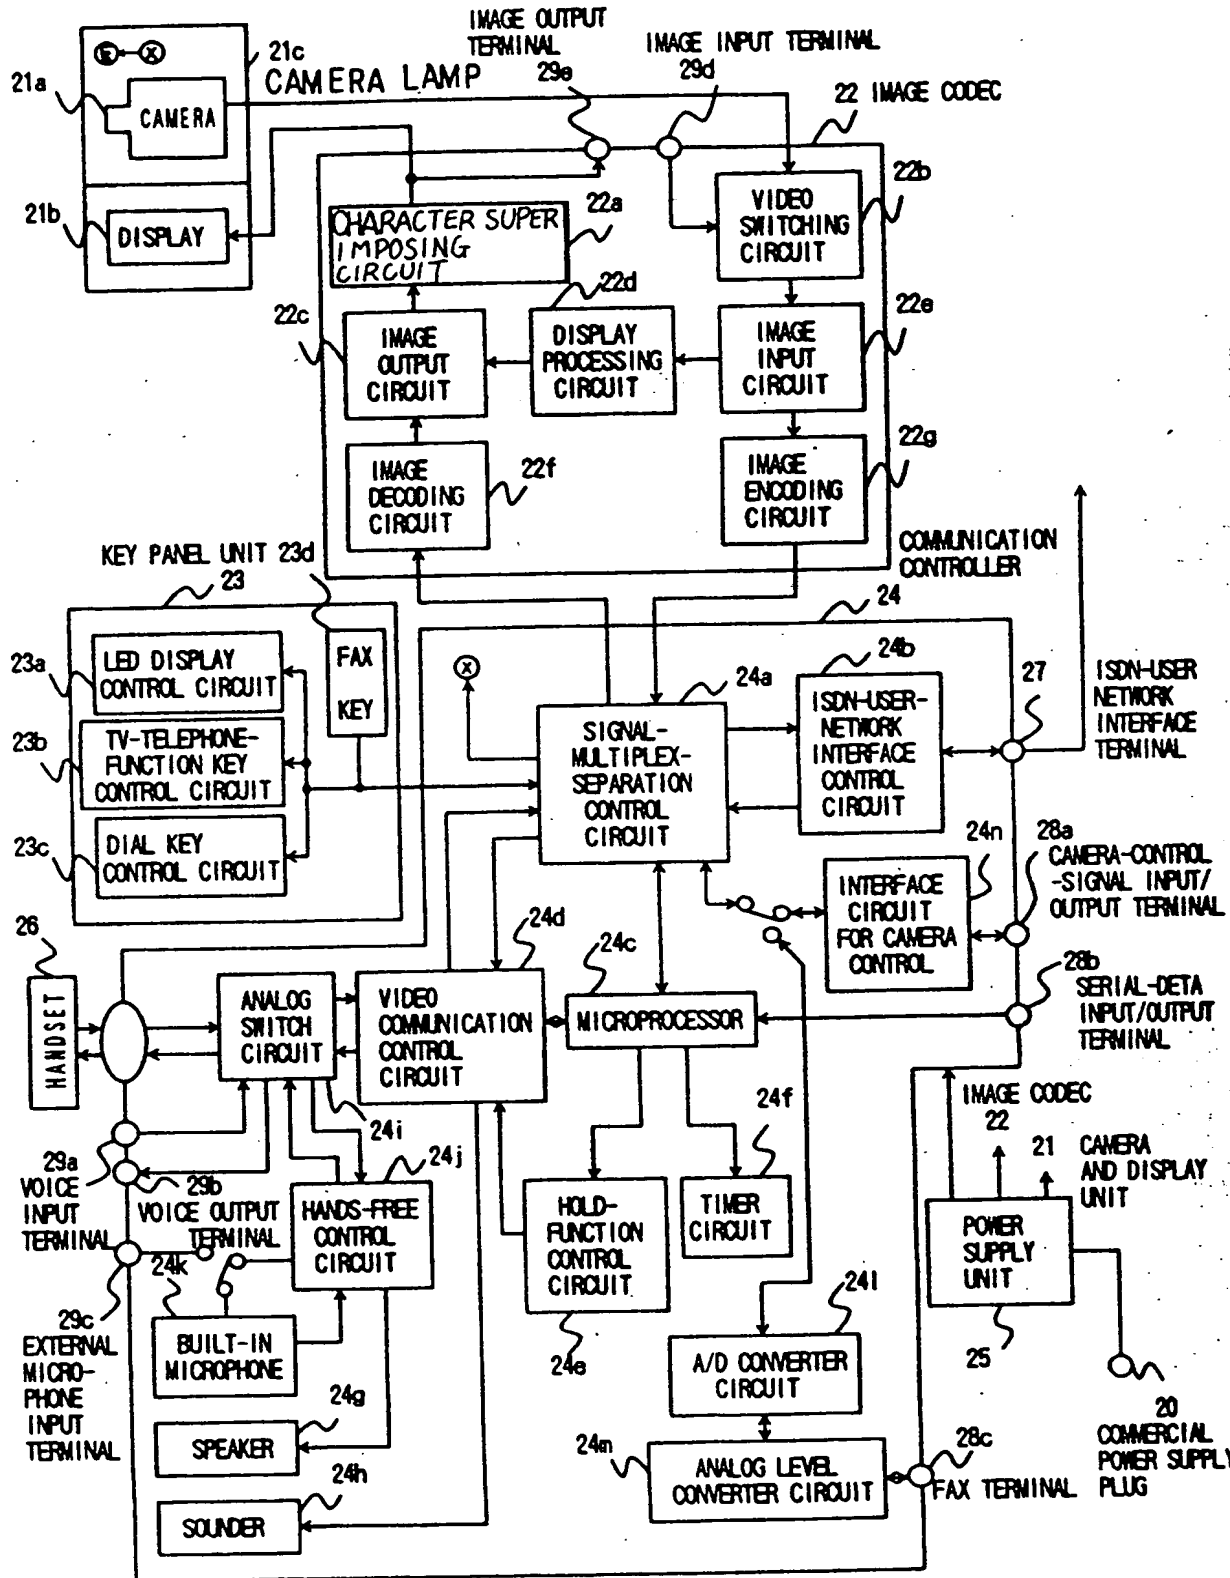 IMAGE OUTPUT
TERMINAL
29e
IMAGE INPUT TERMINAL
29d
21c
CAMERA LAMP
21a
CAMERA
22 IMAGE CODEC
21b
DISPLAY
CHARACTER SUPER
IMPOSING
CIRCUIT
22a
VIDEO
SWITCHING
CIRCUIT
22b
22c
IMAGE
OUTPUT
CIRCUIT
22d
DISPLAY
PROCESSING
CIRCUIT
IMAGE
INPUT
CIRCUIT
22e
IMAGE
DECODING
CIRCUIT
22f
IMAGE
ENCODING
CIRCUIT
22g
COMMUNICATION
CONTROLLER
24
KEY PANEL UNIT
23
23d
FAX
KEY
23a
LED DISPLAY
CONTROL CIRCUIT
23b
TV-TELEPHONE-
FUNCTION KEY
CONTROL CIRCUIT
23c
DIAL KEY
CONTROL CIRCUIT
X
X
24a
SIGNAL-
MULTIPLEX-
SEPARATION
CONTROL
CIRCUIT
24b
ISDN-USER-
NETWORK
INTERFACE
CONTROL
CIRCUIT
27
ISDN-USER
NETWORK
INTERFACE
TERMINAL
24n
INTERFACE
CIRCUIT
FOR CAMERA
CONTROL
28a
CAMERA-CONTROL
-SIGNAL INPUT/
OUTPUT TERMINAL
28b
SERIAL-DETA
INPUT/OUTPUT
TERMINAL
26
HANDSET
ANALOG
SWITCH
CIRCUIT
24i
24d
VIDEO
COMMUNICATION
CONTROL
CIRCUIT
24c
MICROPROCESSOR
29a
VOICE
INPUT
TERMINAL
29b
VOICE OUTPUT
TERMINAL
24j
HANDS-FREE
CONTROL
CIRCUIT
HOLD-
FUNCTION
CONTROL
CIRCUIT
24e
24f
TIMER
CIRCUIT
IMAGE CODEC
22
21
CAMERA
AND DISPLAY
UNIT
POWER
SUPPLY
UNIT
25
20
COMMERCIAL
POWER SUPPLY
PLUG
29c
EXTERNAL
MICRO-
PHONE
INPUT
TERMINAL
24k
BUILT-IN
MICROPHONE
24g
SPEAKER
24h
SOUNDER
24l
A/D CONVERTER
CIRCUIT
24m
ANALOG LEVEL
CONVERTER CIRCUIT
28c
FAX TERMINAL